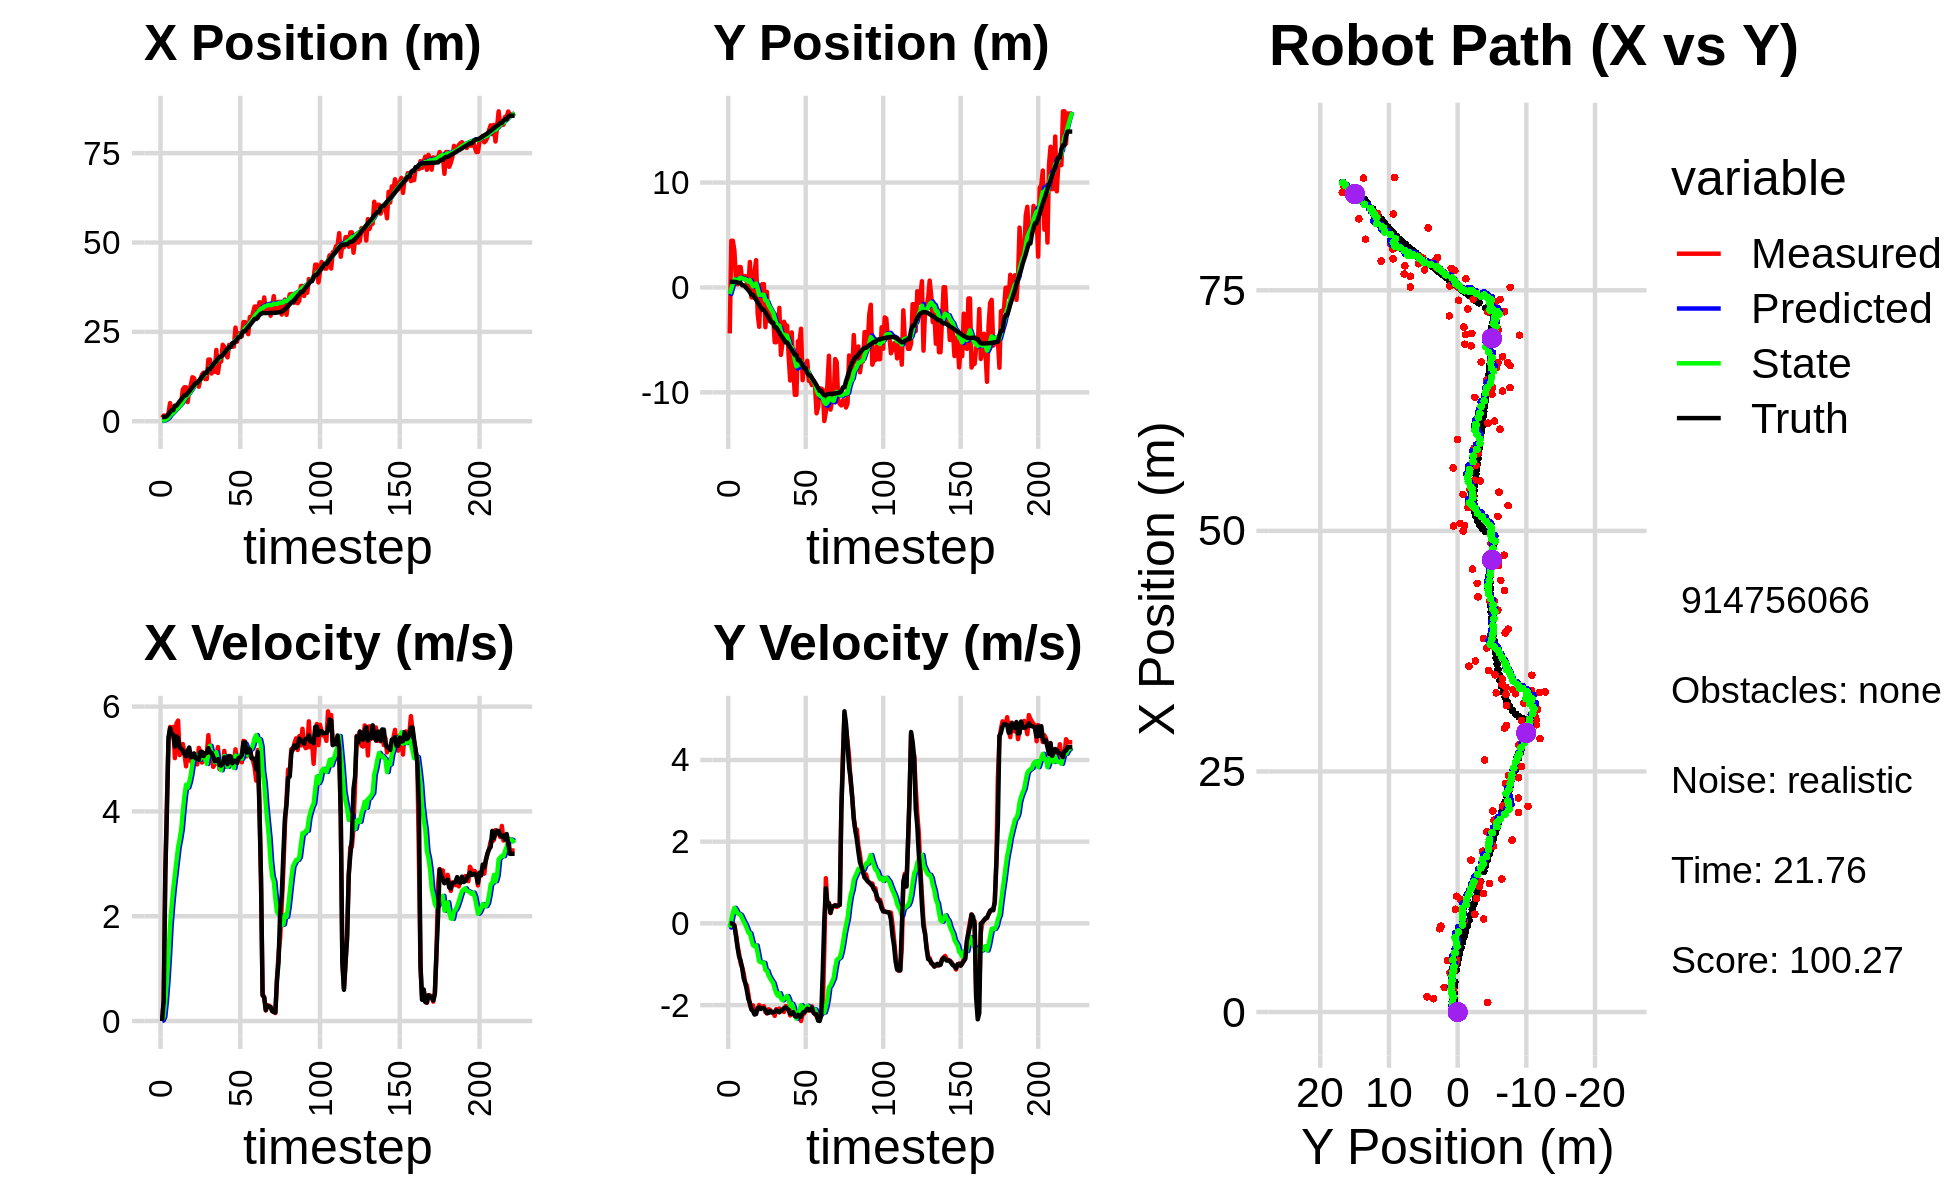 X Position (m)
75
50
25
0
0 50 100 150 200
timestep
Y Position (m)
10
0
-10
0 50 100 150 200
timestep
X Velocity (m/s)
6
4
2
0
0 50 100 150 200
timestep
Y Velocity (m/s)
4
2
0
-2
0 50 100 150 200
timestep
Robot Path (X vs Y)
X Position (m)
75
50
25
0
20 10 0 -10 -20
Y Position (m)
variable
Measured
Predicted
State
Truth
914756066
Obstacles: none
Noise: realistic
Time: 21.76
Score: 100.27